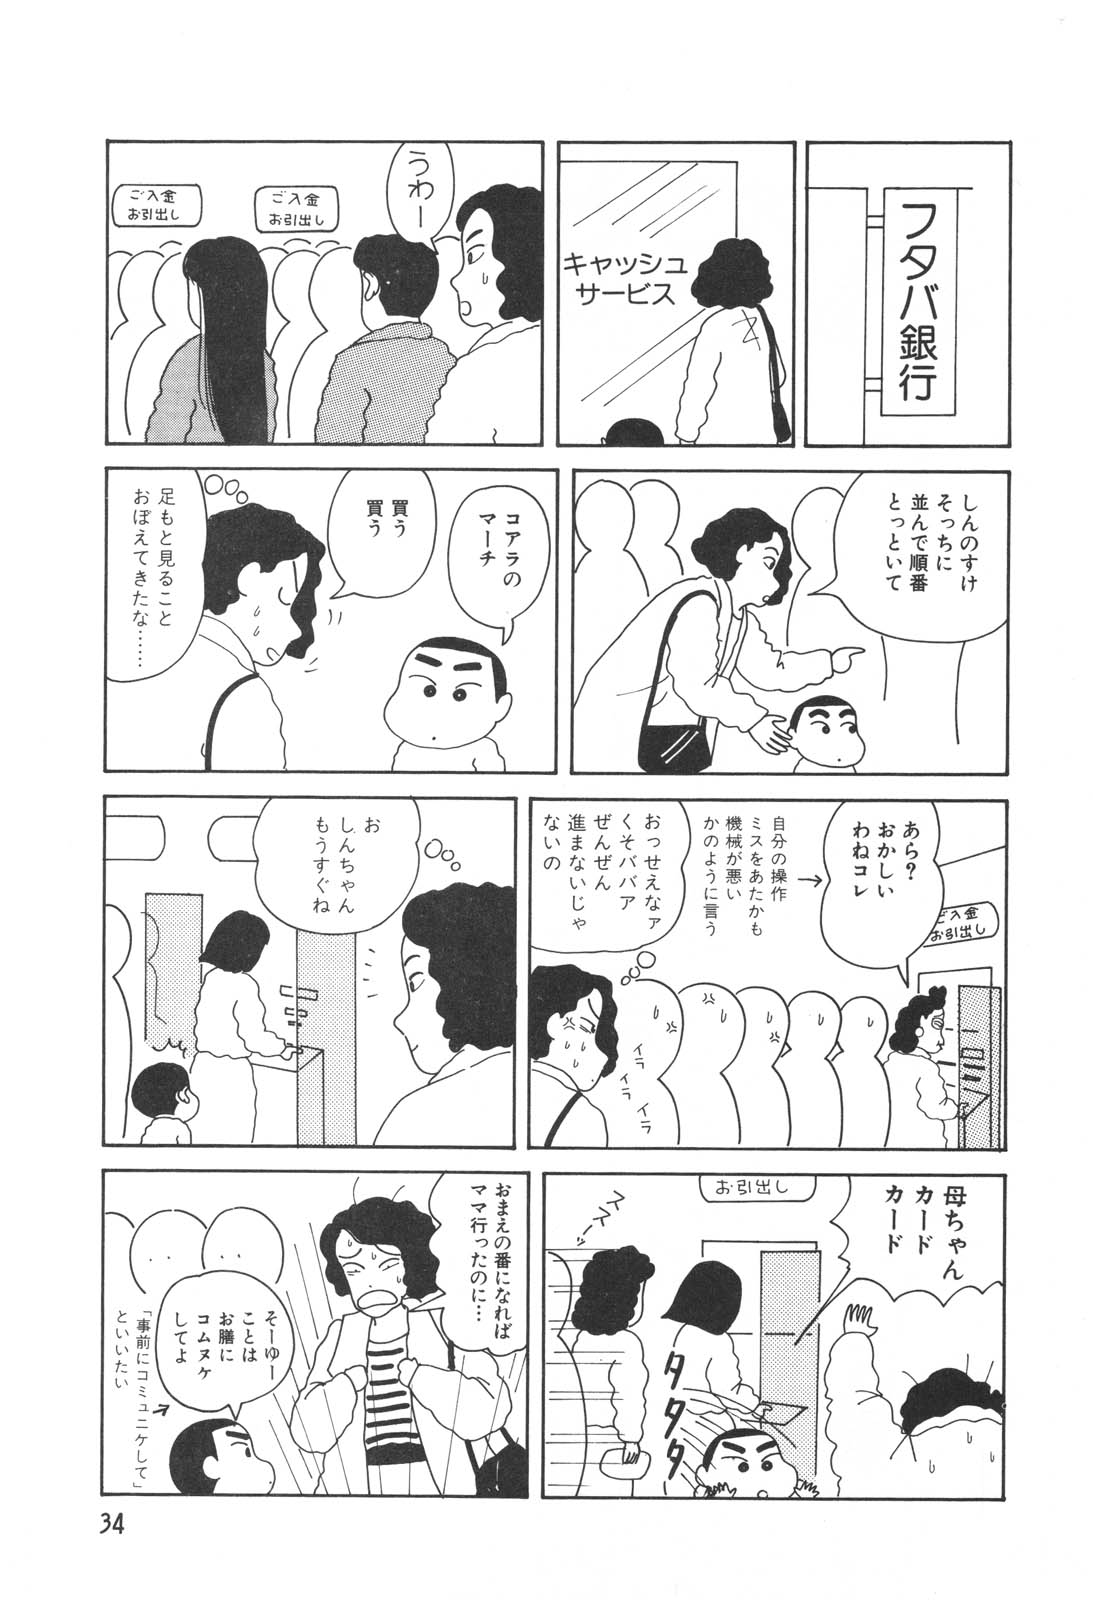 フタバ銀行
キャッシュ
サービス
うわー
ご入金
お引出し
ご入金
お引出し
しんのすけ
そっちに
並んで順番
とっといて
コアラの
マーチ
買う
買う
足もと見ること
おぼえてきたな……
あら?
おかしい
わねコレ
ご入金
お引出し
自分の操作
ミスをあたかも
機械が悪い
かのように言う
おっせえなァ
くそババア
ぜんぜん
進まないじゃ
ないの
イライライラ
お
しんちゃん
もうすぐね
母ちゃん
カード
カード
お引出し
ススー
タタタタ
おまえの番になれば
ママ行ったのに…
そーゆー
ことは
お膳に
コムヌケ
してよ
「事前にコミュニケして」
といいたい
34